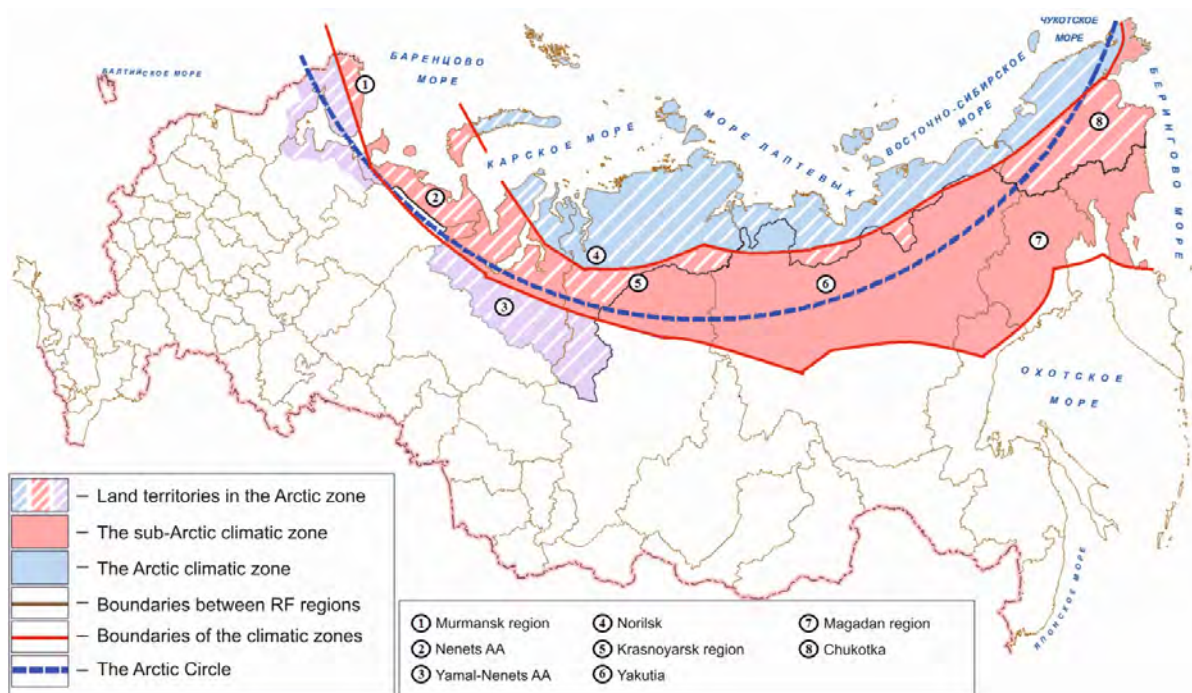 БАЛТИЙСКОЕ МОРЕ
БАРЕНЦОВО
МОРЕ
КАРСКОЕ МОРЕ
МОРЕ ЛАПТЕВЫХ
ВОСТОЧНО-СИБИРСКОЕ
МОРЕ
ЧУКОТСКОЕ
МОРЕ
БЕРИНГОВО МОРЕ
ОХОТСКОЕ
МОРЕ
ЯПОНСКОЕ МОРЕ
1
2
3
4
5
6
7
8
– Land territories in the Arctic zone
– The sub-Arctic climatic zone
– The Arctic climatic zone
– Boundaries between RF regions
– Boundaries of the climatic zones
– The Arctic Circle
1 Murmansk region
2 Nenets AA
3 Yamal-Nenets AA
4 Norilsk
5 Krasnoyarsk region
6 Yakutia
7 Magadan region
8 Chukotka